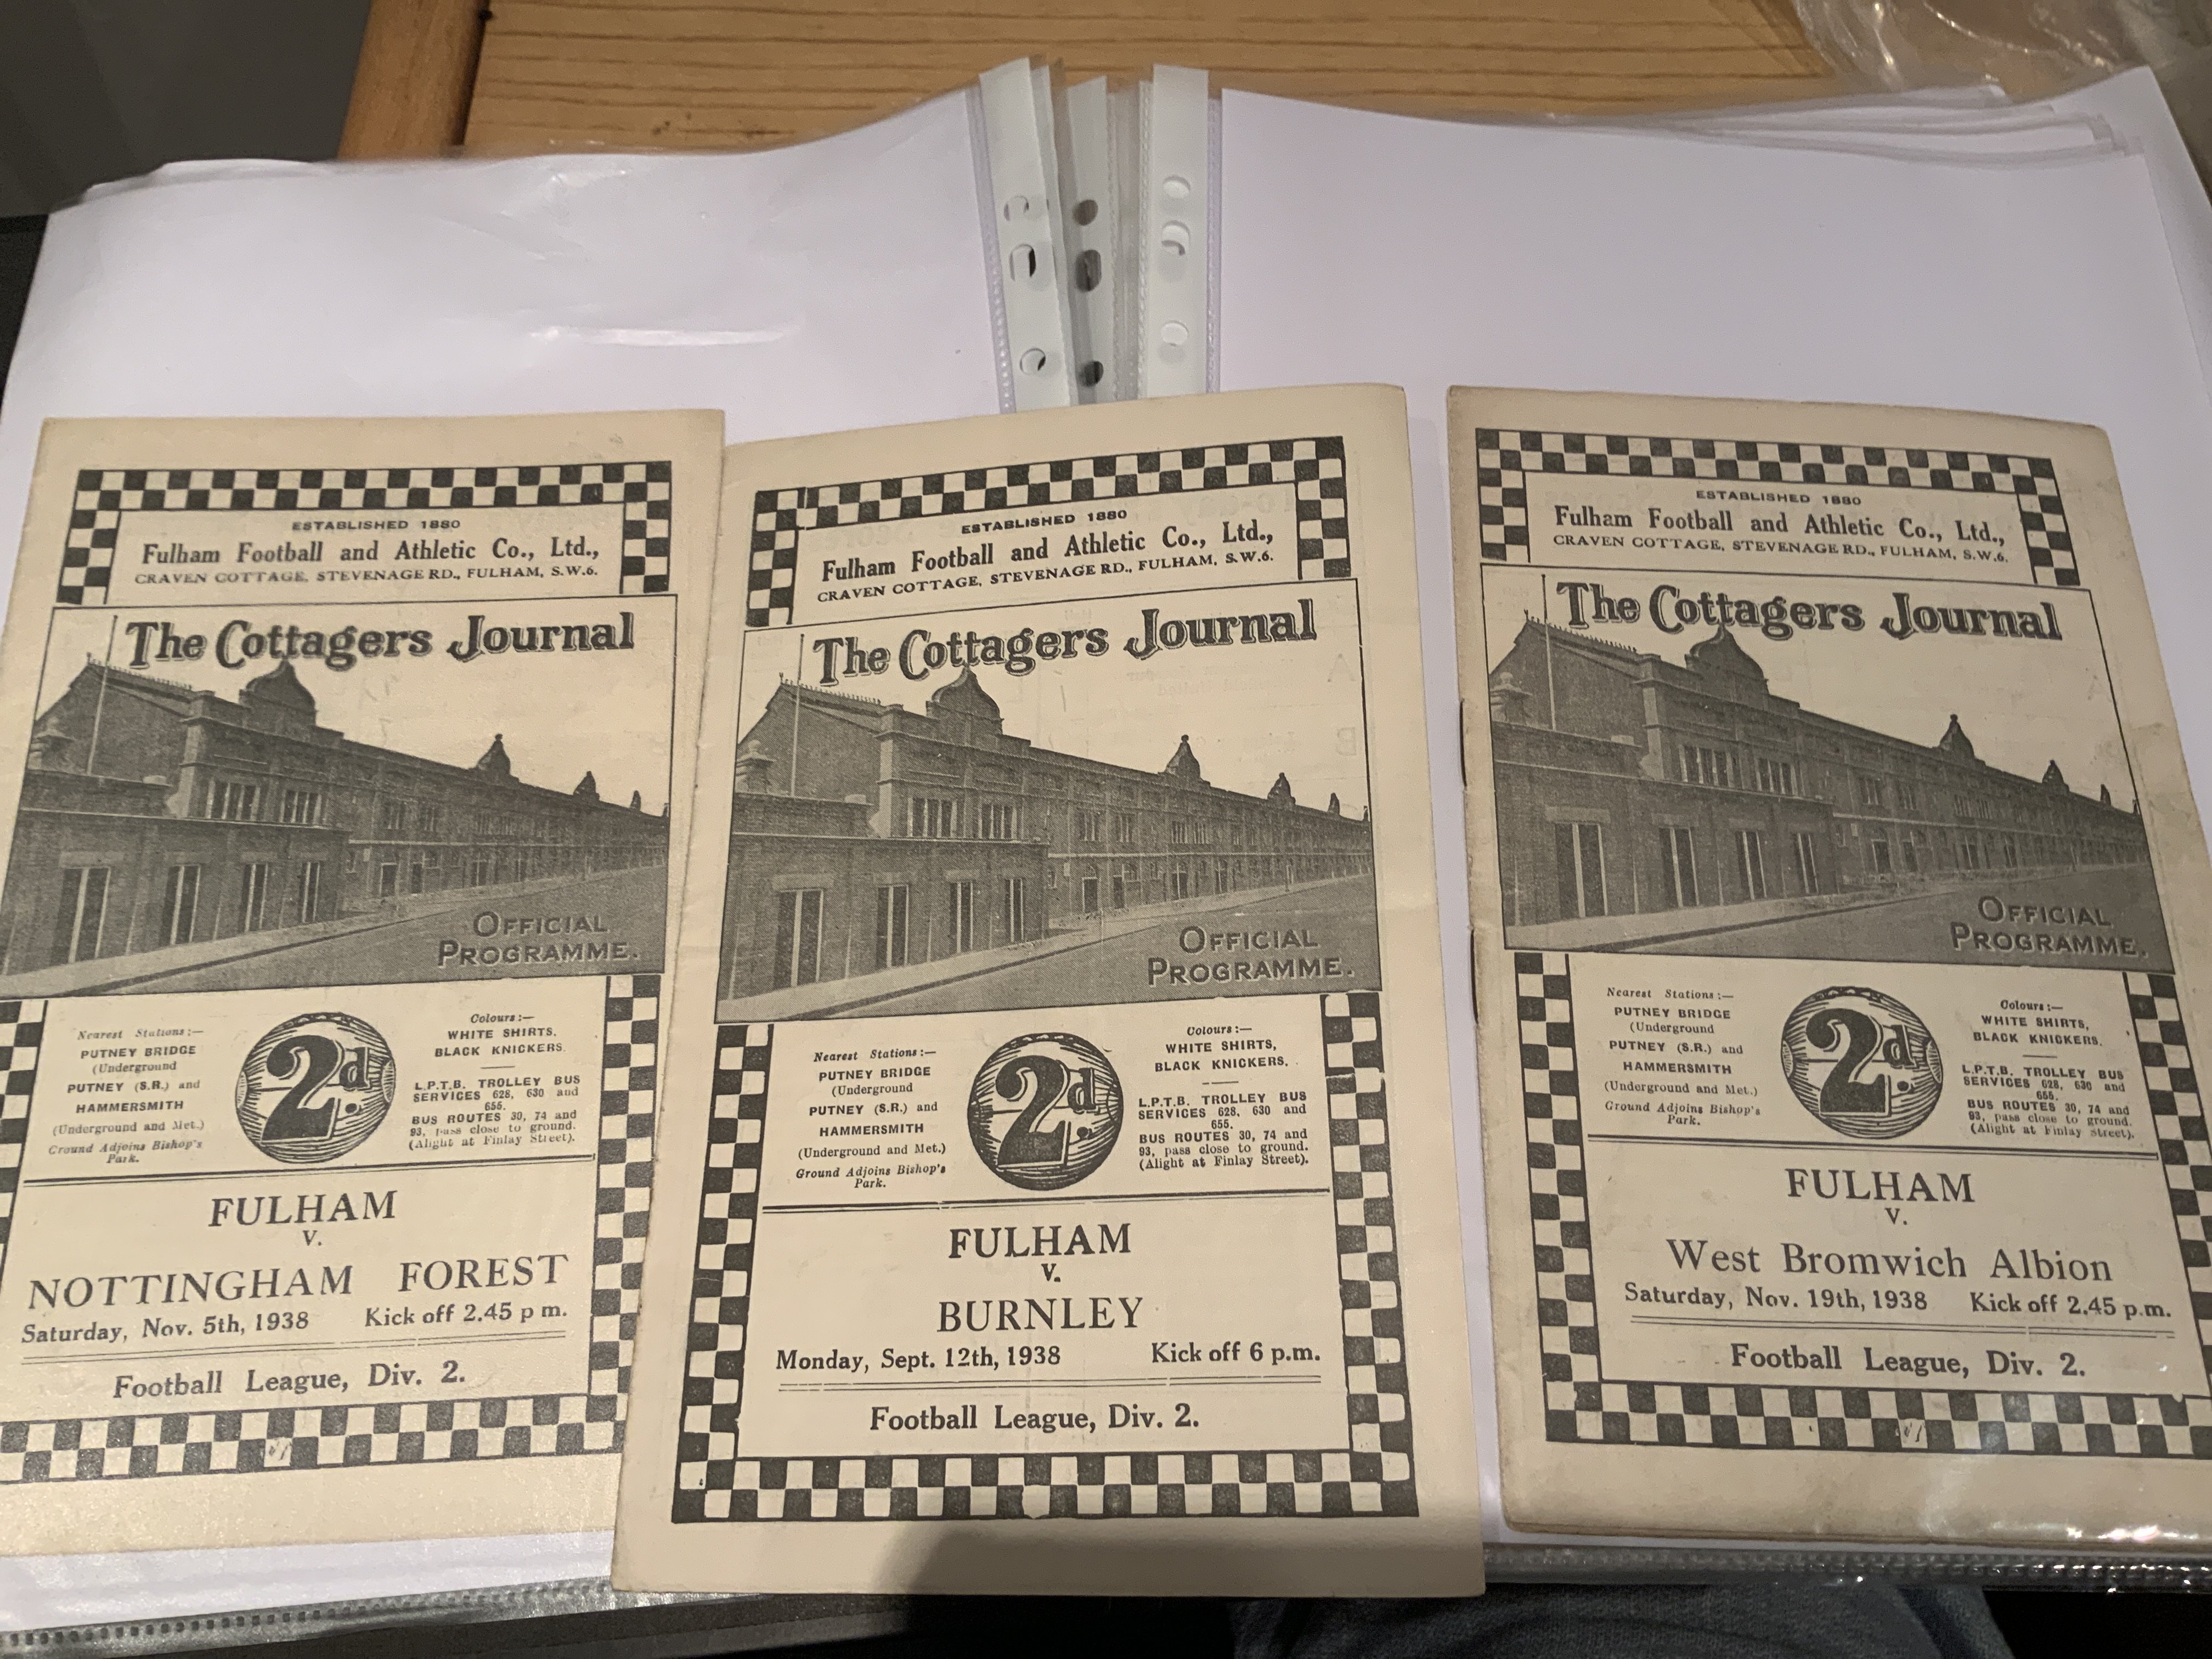 ESTABLISHED 1880
Fulham Football and Athletic Co., Ltd.,
CRAVEN COTTAGE, STEVENAGE RD., FULHAM, S.W.6.
The Cottagers Journal
OFFICIAL
PROGRAMME.
Nearest Stations :—
PUTNEY BRIDGE
(Underground
PUTNEY (S.R.) and
HAMMERSMITH
(Underground and Met.)
Ground Adjoins Bishop's
Park.
2d.
Colours :—
WHITE SHIRTS,
BLACK KNICKERS.
L.P.T.B. TROLLEY BUS
SERVICES 628, 630 and
655.
BUS ROUTES 30, 74 and
93, pass close to ground.
(Alight at Finlay Street).
FULHAM
V.
NOTTINGHAM FOREST
Saturday, Nov. 5th, 1938 Kick off 2.45 p m.
Football League, Div. 2.
ESTABLISHED 1880
Fulham Football and Athletic Co., Ltd.,
CRAVEN COTTAGE, STEVENAGE RD., FULHAM, S.W.6.
The Cottagers Journal
OFFICIAL
PROGRAMME.
Nearest Stations :—
PUTNEY BRIDGE
(Underground
PUTNEY (S.R.) and
HAMMERSMITH
(Underground and Met.)
Ground Adjoins Bishop's
Park.
2d.
Colours :—
WHITE SHIRTS,
BLACK KNICKERS.
L.P.T.B. TROLLEY BUS
SERVICES 628, 630 and
655.
BUS ROUTES 30, 74 and
93, pass close to ground.
(Alight at Finlay Street).
FULHAM
V.
BURNLEY
Monday, Sept. 12th, 1938 Kick off 6 p.m.
Football League, Div. 2.
ESTABLISHED 1880
Fulham Football and Athletic Co., Ltd.,
CRAVEN COTTAGE, STEVENAGE RD., FULHAM, S.W.6.
The Cottagers Journal
OFFICIAL
PROGRAMME.
Nearest Stations :—
PUTNEY BRIDGE
(Underground
PUTNEY (S.R.) and
HAMMERSMITH
(Underground and Met.)
Ground Adjoins Bishop's
Park.
2d.
Colours :—
WHITE SHIRTS,
BLACK KNICKERS.
L.P.T.B. TROLLEY BUS
SERVICES 628, 630 and
655.
BUS ROUTES 30, 74 and
93, pass close to ground.
(Alight at Finlay Street).
FULHAM
V.
West Bromwich Albion
Saturday, Nov. 19th, 1938 Kick off 2.45 p.m.
Football League, Div. 2.